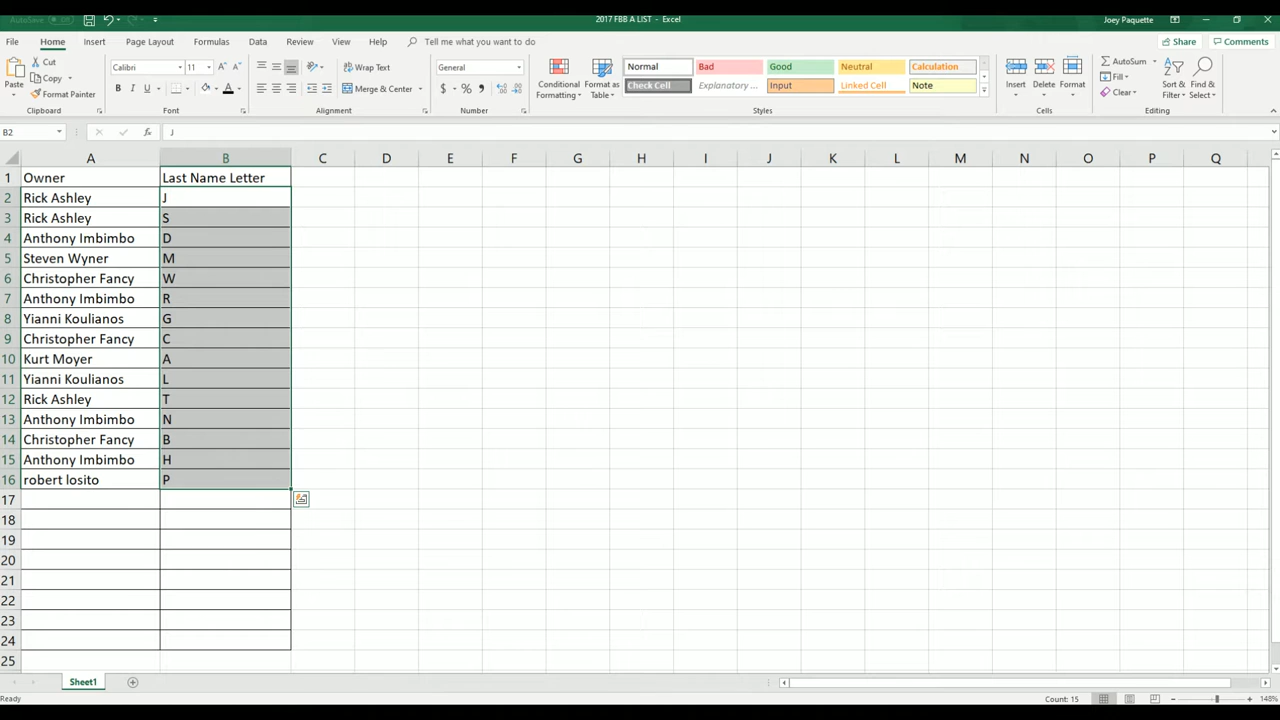 AutoSave Off
2017 FBB A LIST - Excel
Joey Paquette
File Home Insert Page Layout Formulas Data Review View Help Tell me what you want to do
Share Comments
Paste
Cut
Copy
Format Painter
Clipboard
Calibri 11
B I U
Font
Wrap Text
Merge & Center
Alignment
General
$ % ,
Number
Conditional Formatting
Format as Table
Normal Bad Good Neutral Calculation
Check Cell Explanatory ... Input Linked Cell Note
Styles
Insert Delete Format
Cells
AutoSum
Fill
Clear
Sort & Filter
Find & Select
Editing
B2 fx J
A B C D E F G H I J K L M N O P Q
1 Owner Last Name Letter
2 Rick Ashley J
3 Rick Ashley S
4 Anthony Imbimbo D
5 Steven Wyner M
6 Christopher Fancy W
7 Anthony Imbimbo R
8 Yianni Koulianos G
9 Christopher Fancy C
10 Kurt Moyer A
11 Yianni Koulianos L
12 Rick Ashley T
13 Anthony Imbimbo N
14 Christopher Fancy B
15 Anthony Imbimbo H
16 robert losito P
17
18
19
20
21
22
23
24
25
Sheet1
Ready
Count: 15
148%